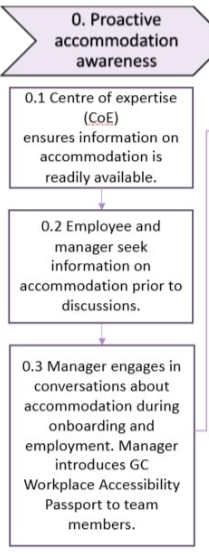 0. Proactive
accommodation
awareness
0.1 Centre of expertise
(CoE)
ensures information on
accommodation is
readily available.
0.2 Employee and
manager seek
information on
accommodation prior to
discussions.
0.3 Manager engages in
conversations about
accommodation during
onboarding and
employment. Manager
introduces GC
Workplace Accessibility
Passport to team
members.